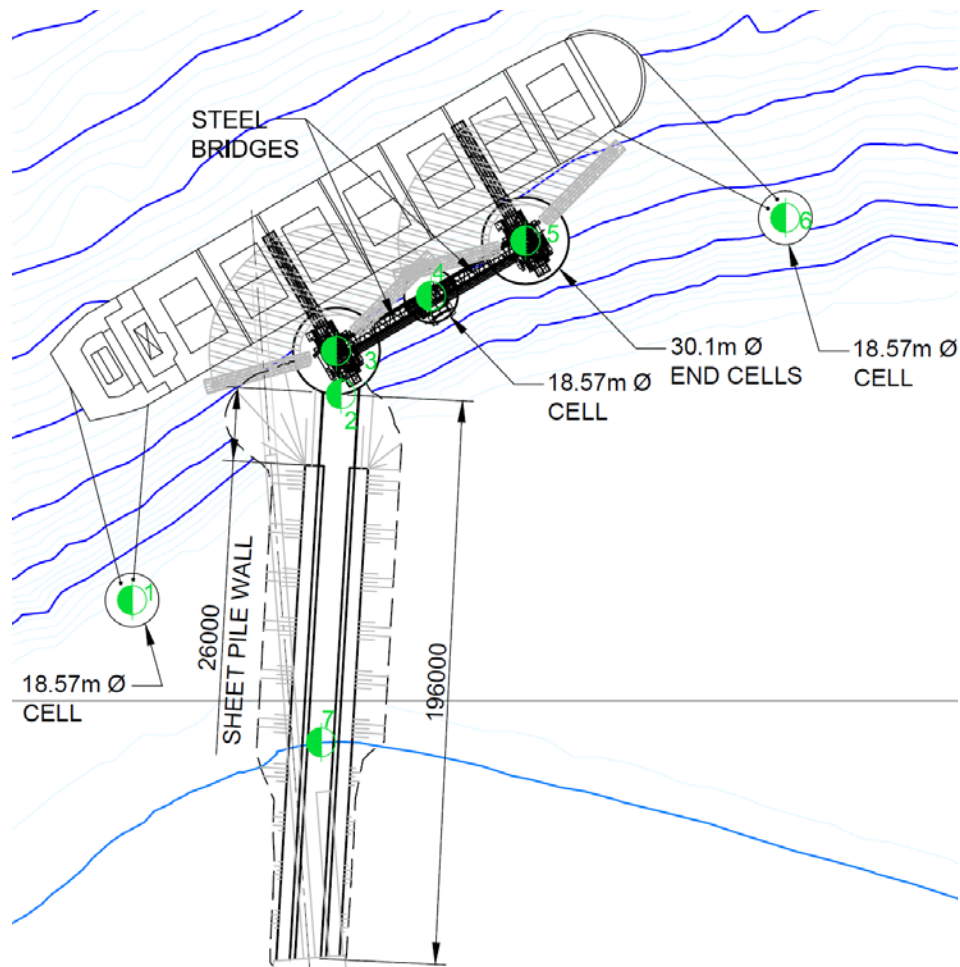 STEEL
BRIDGES
6
5
4
3
30.1m Ø
END CELLS
18.57m Ø
CELL
18.57m Ø
CELL
2
1
26000
SHEET PILE WALL
196000
18.57m Ø
CELL
7